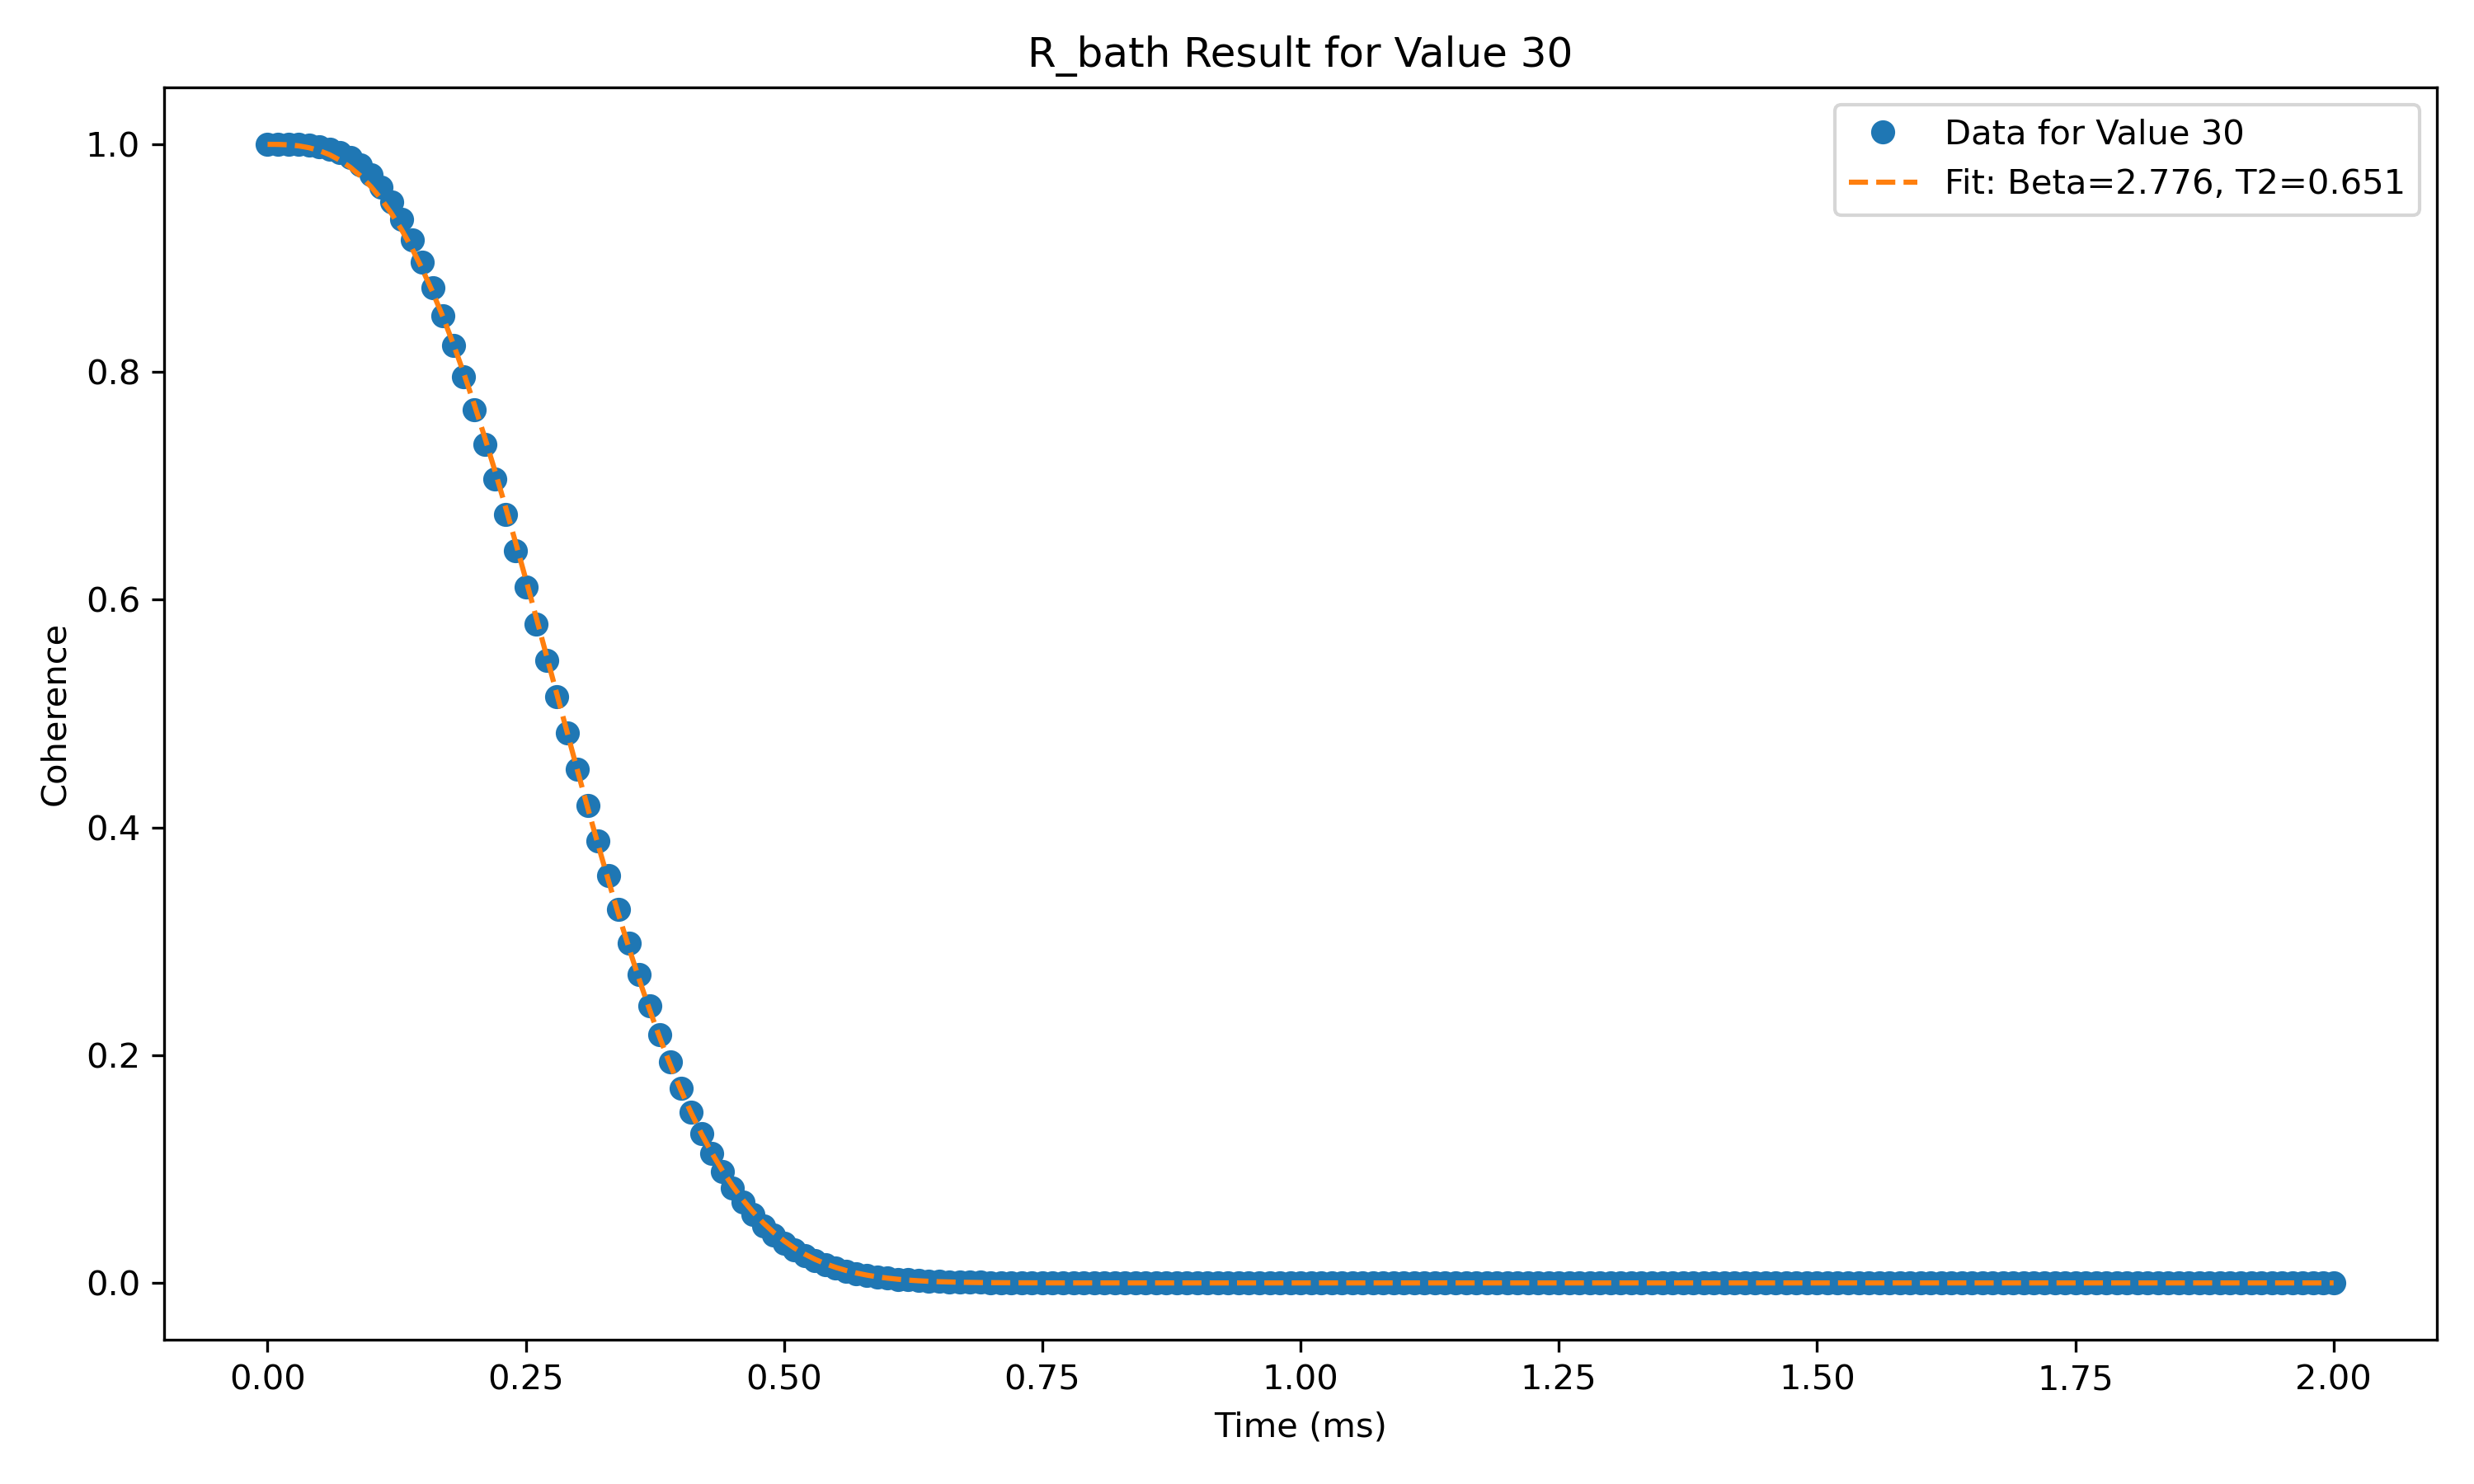 R_bath Result for Value 30
Data for Value 30
Fit: Beta=2.776, T2=0.651
1.0
0.8
0.6
0.4
0.2
0.0
Coherence
0.00 0.25 0.50 0.75 1.00 1.25 1.50 1.75 2.00
Time (ms)